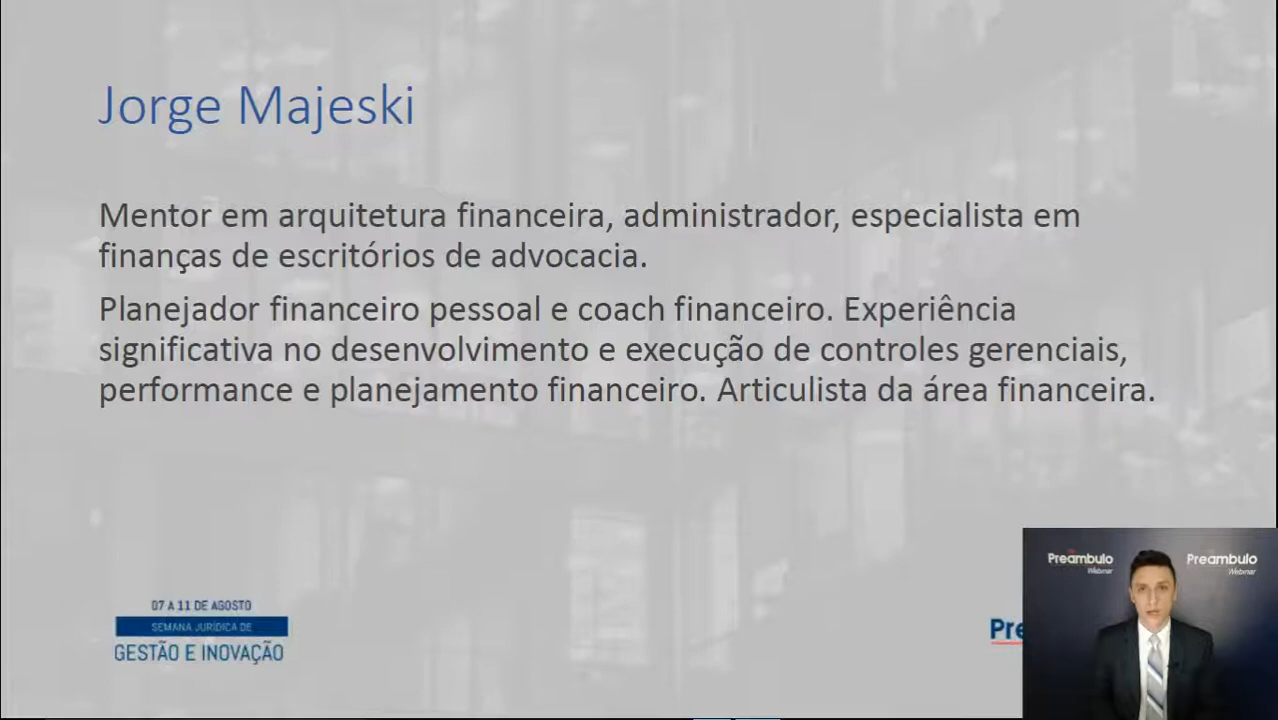 Jorge Majeski
Mentor em arquitetura financeira, administrador, especialista em
finanças de escritórios de advocacia.
Planejador financeiro pessoal e coach financeiro. Experiência
significativa no desenvolvimento e execução de controles gerenciais,
performance e planejamento financeiro. Articulista da área financeira.
07 A 11 DE AGOSTO
SEMANA JURÍDICA DE
GESTÃO E INOVAÇÃO
Pre
Preambulo
Webinar
Preambulo
Webinar